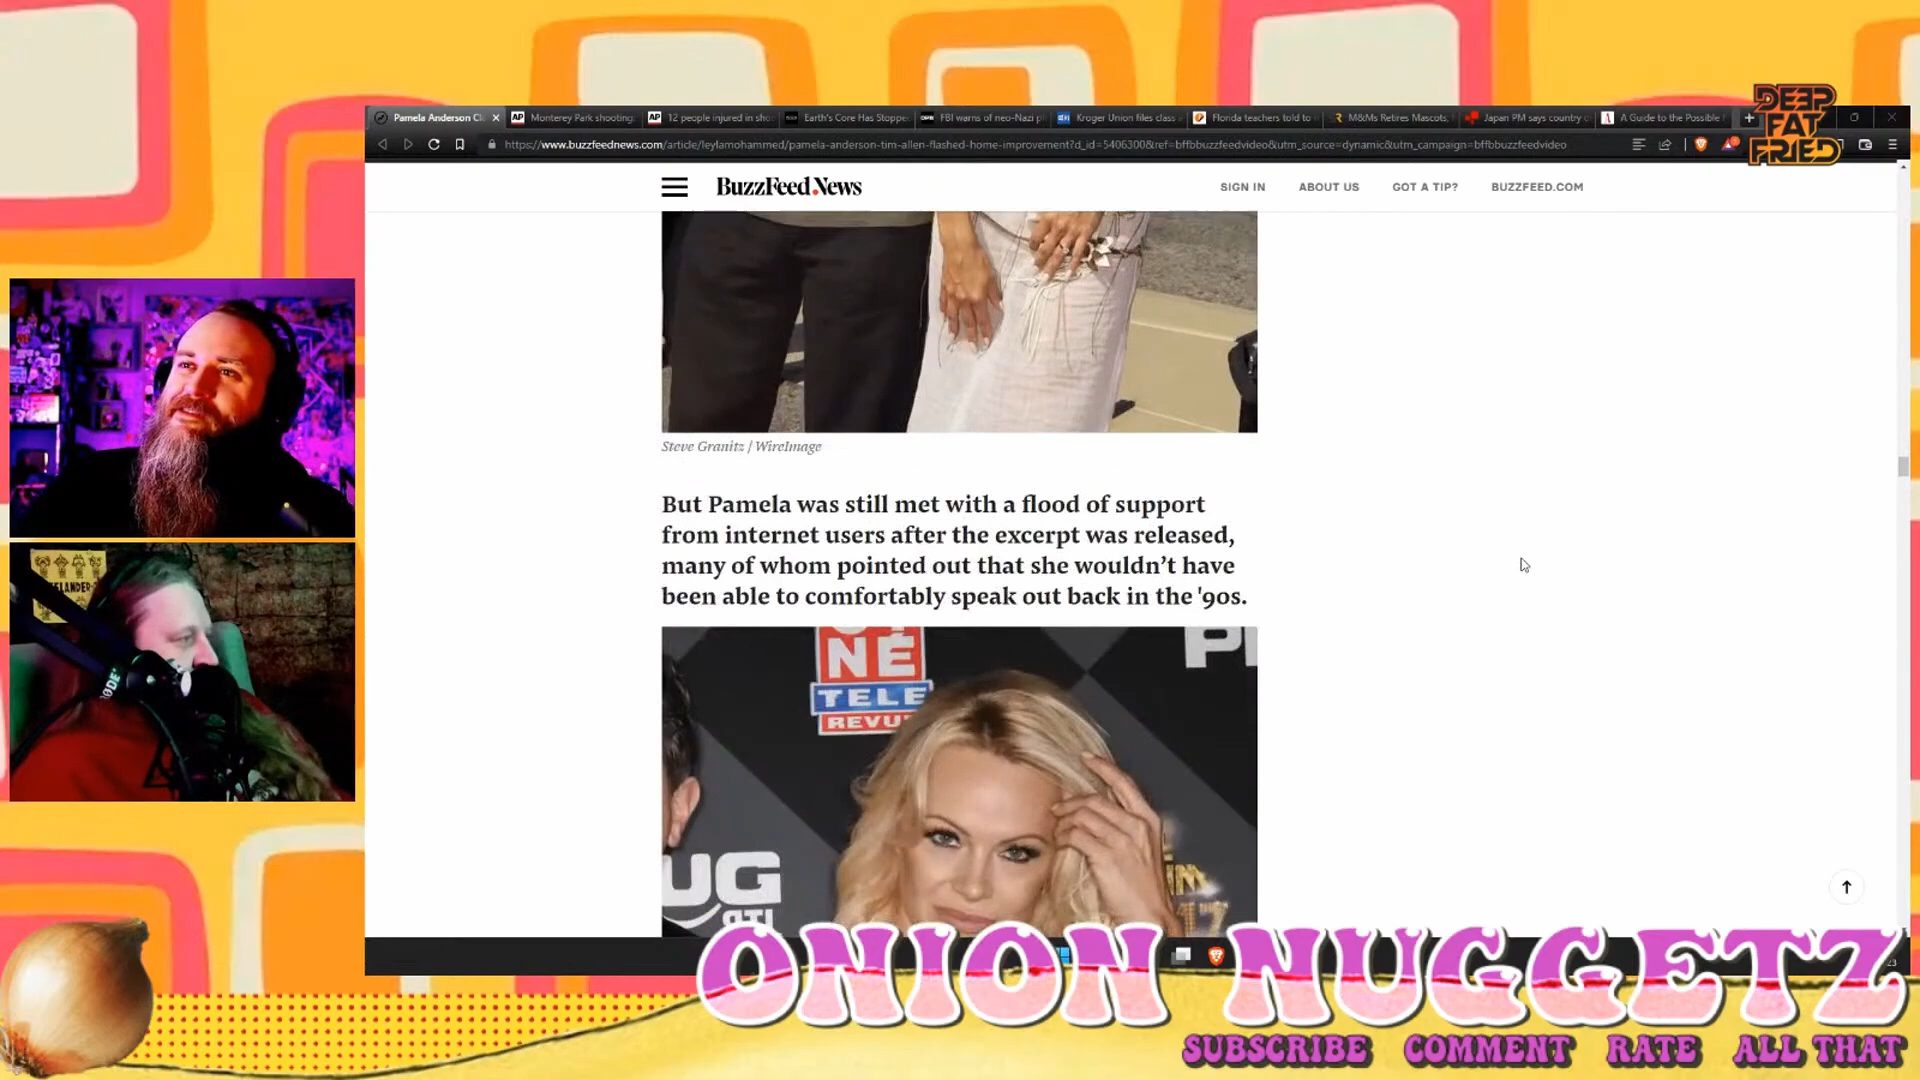 DEEP
FAT
FRIED
Pamela Anderson Cl
Monterey Park shooting:
12 people injured in sho
Earth's Core Has Stoppe
FBI warns of neo-Nazi p
Kroger Union files class
Florida teachers told to
M&Ms Retires Mascots,
Japan PM says country
A Guide to the Possible
https://www.buzzfeednews.com/article/leylamohammed/pamela-anderson-tim-allen-flashed-home-improvement?d_id=5406300&ref=bffbbuzzfeedvideo&utm_source=dynamic&utm_campaign=bffbbuzzfeedvideo
BuzzFeed.News
SIGN IN
ABOUT US
GOT A TIP?
BUZZFEED.COM
Steve Granitz / WireImage
But Pamela was still met with a flood of support
from internet users after the excerpt was released,
many of whom pointed out that she wouldn't have
been able to comfortably speak out back in the '90s.
NÉ
TELE
REVU
P
UG
ONION NUGGETZ
SUBSCRIBE COMMENT RATE ALL THAT